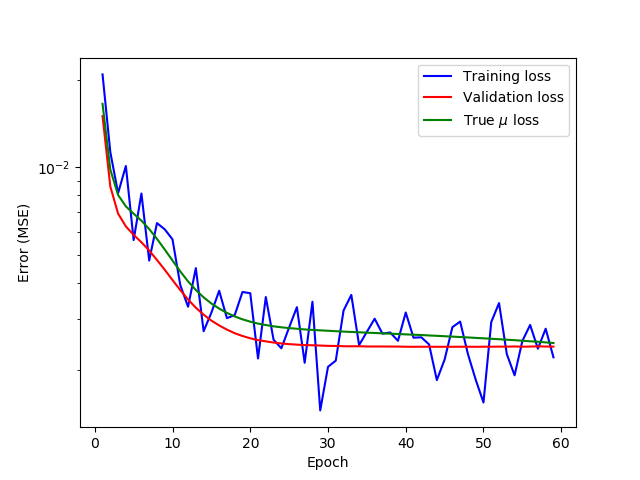 Training loss
Validation loss
True μ loss
10⁻²
Error (MSE)
0 10 20 30 40 50 60
Epoch